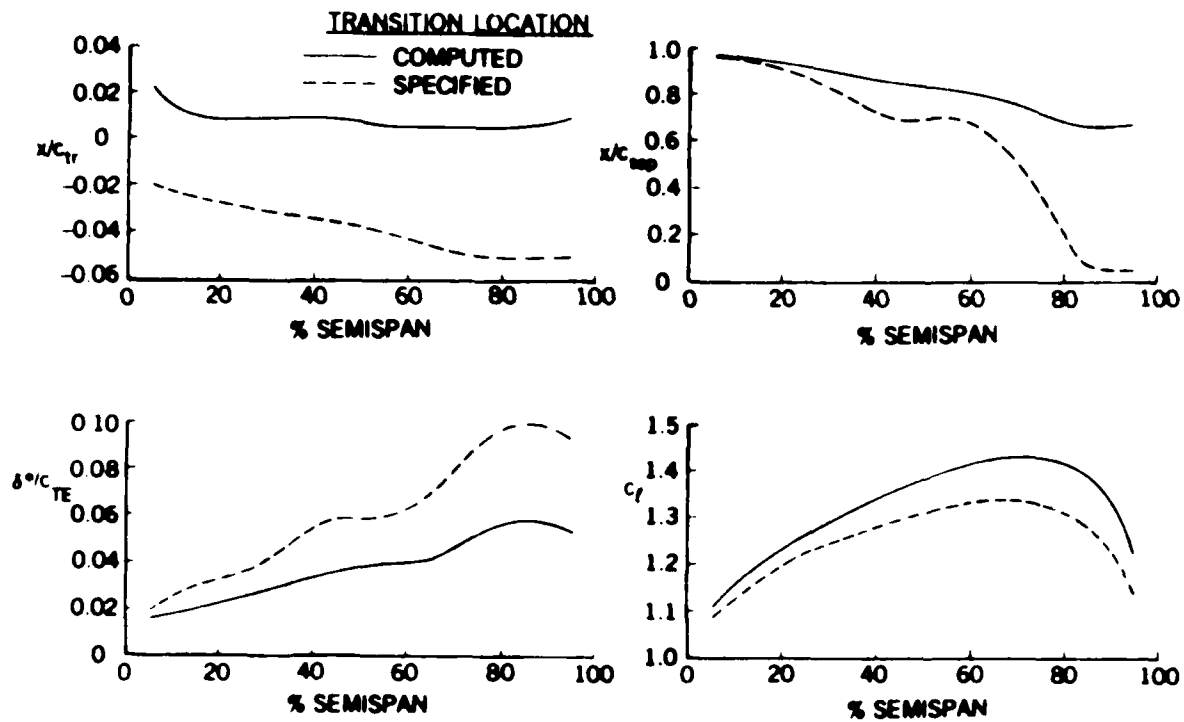 TRANSITION LOCATION
COMPUTED
SPECIFIED
0.04
0.02
0
-0.02
-0.04
-0.06
x/c tr
0 20 40 60 80 100
% SEMISPAN
1.0
0.8
0.6
0.4
0.2
0
x/c sep
0 20 40 60 80 100
% SEMISPAN
0.10
0.08
0.06
0.04
0.02
0
δ*/c TE
0 20 40 60 80 100
% SEMISPAN
1.5
1.4
1.3
1.2
1.1
1.0
cℓ
0 20 40 60 80 100
% SEMISPAN